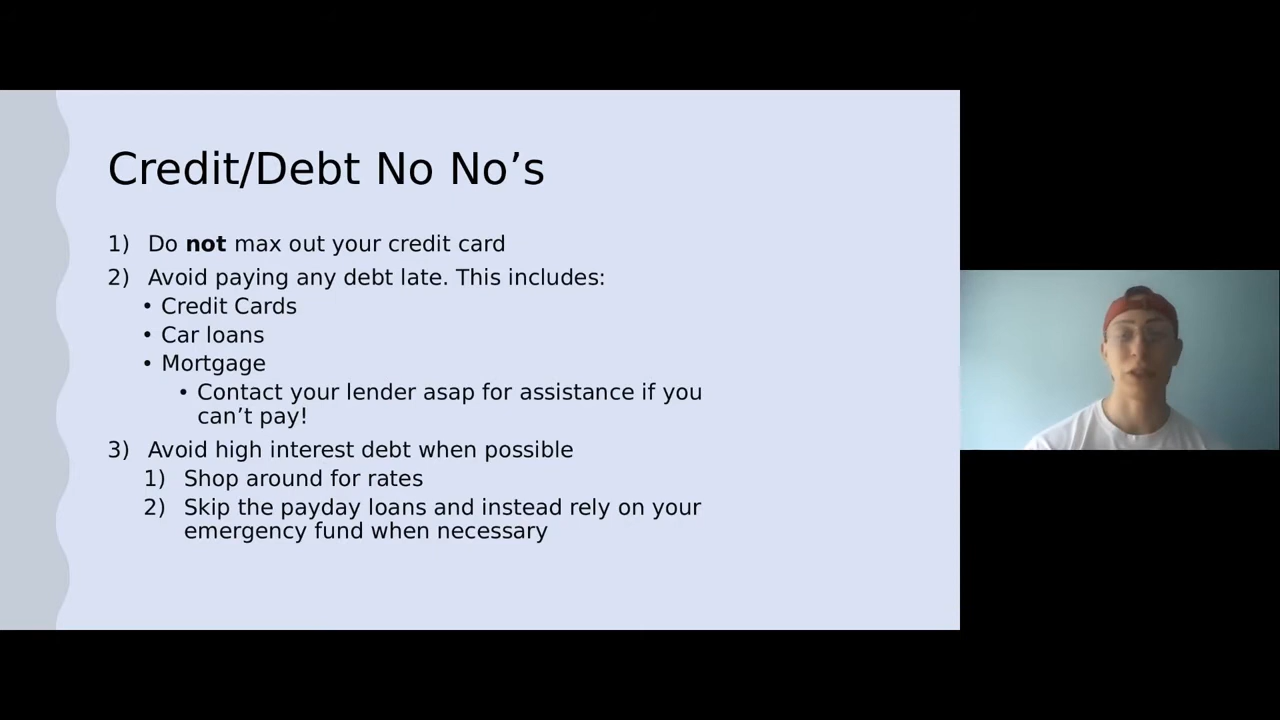 Credit/Debt No No’s
1) Do not max out your credit card
2) Avoid paying any debt late. This includes:
• Credit Cards
• Car loans
• Mortgage
• Contact your lender asap for assistance if you
can’t pay!
3) Avoid high interest debt when possible
1) Shop around for rates
2) Skip the payday loans and instead rely on your
emergency fund when necessary